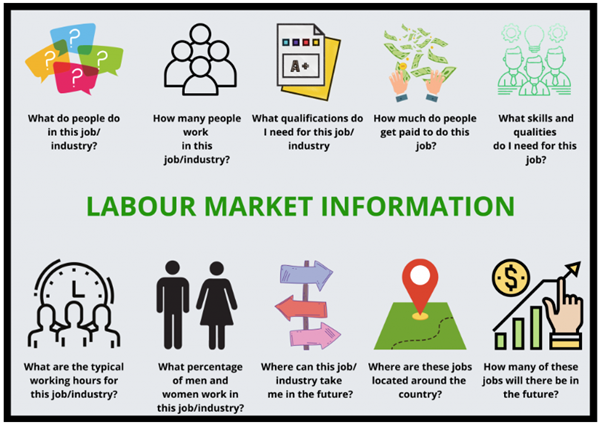 ? ? ? ?
A+
What do people do
in this job/
industry?
How many people
work
in this
job/industry?
What qualifications do
I need for this job/
industry
How much do people
get paid to do this
job?
What skills and
qualities
do I need for this
job?
LABOUR MARKET INFORMATION
$
What are the typical
working hours for
this job/industry?
What percentage
of men and
women work in
this job/industry?
Where can this job/
industry take
me in the future?
Where are these jobs
located around the
country?
How many of these
jobs will there be in
the future?